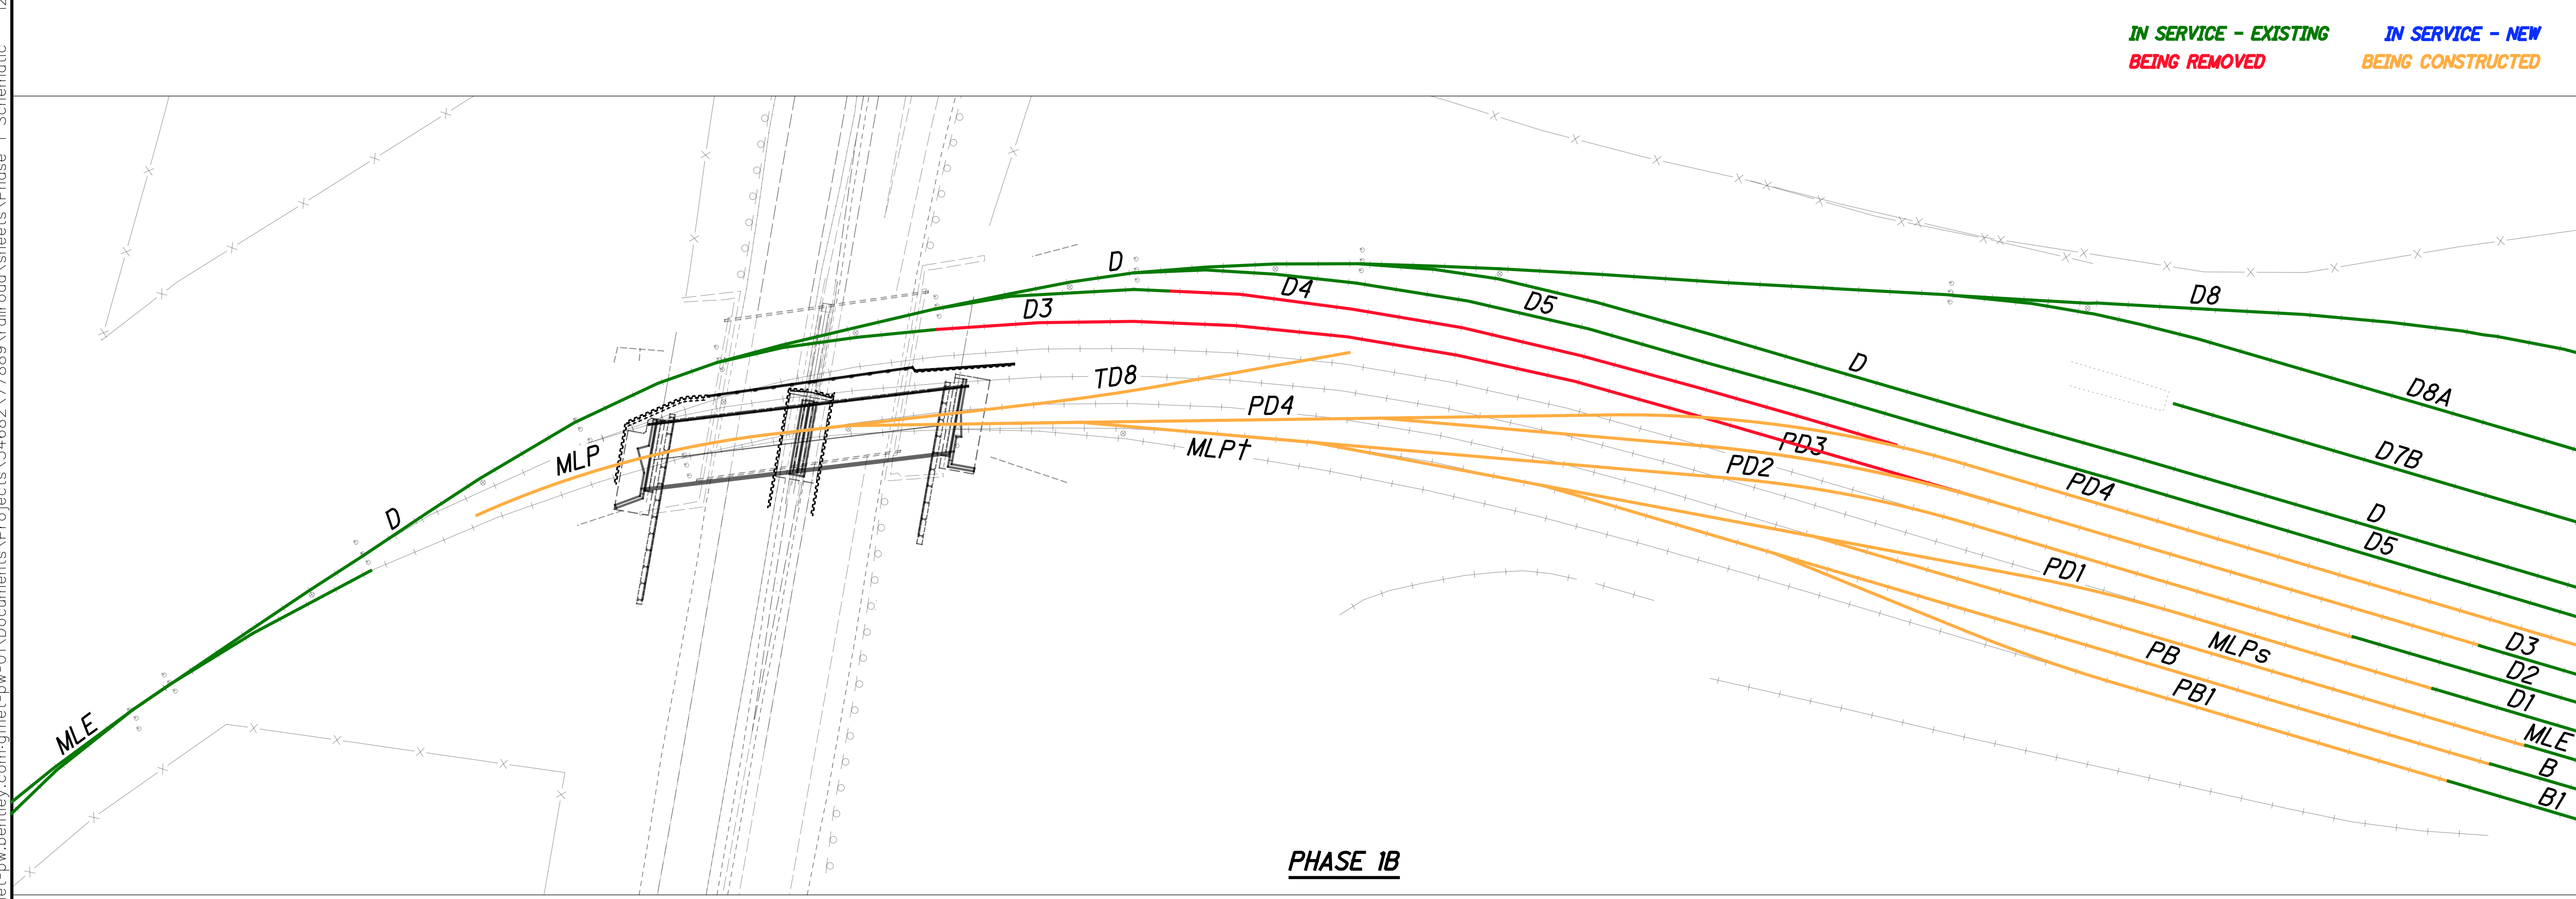 IN SERVICE - EXISTING
IN SERVICE - NEW
BEING REMOVED
BEING CONSTRUCTED
D
D3
D4
D5
D8
D
D8A
TD8
PD4
MLP
MLP†
PD3
PD2
D7B
PD4
D
D
D5
PD1
MLE
MLPs
PB
PB1
D3
D2
D1
MLE
B
B1
PHASE 1B